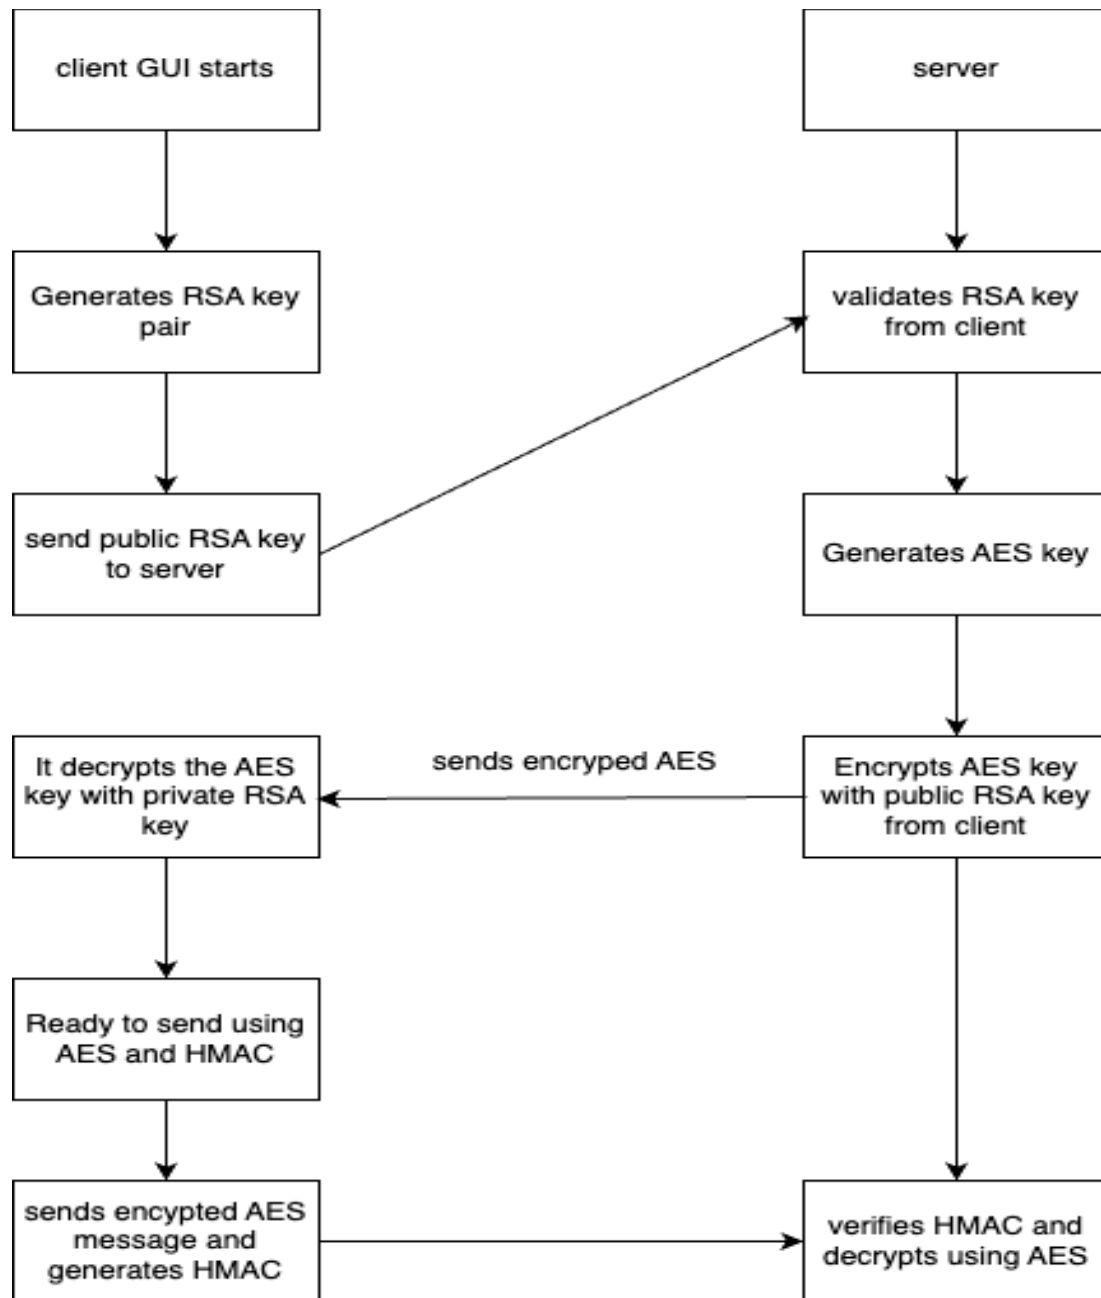 client GUI starts
server
Generates RSA key
pair
validates RSA key
from client
send public RSA key
to server
Generates AES key
It decrypts the AES
key with private RSA
key
sends encryped AES
Encrypts AES key
with public RSA key
from client
Ready to send using
AES and HMAC
sends encypted AES
message and
generates HMAC
verifies HMAC and
decrypts using AES